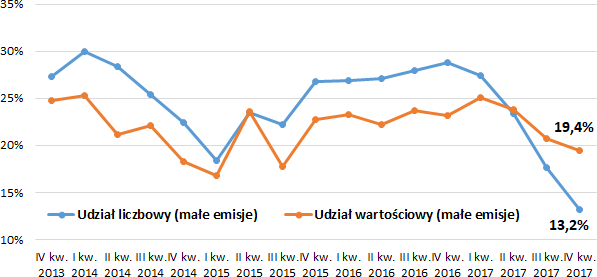 35%
30%
25%
20%
15%
10%
19,4%
13,2%
Udział liczbowy (małe emisje)
Udział wartościowy (małe emisje)
IV kw. I kw. II kw. III kw. IV kw. I kw. II kw. III kw. IV kw. I kw. II kw. III kw. IV kw. I kw. II kw. III kw. IV kw.
2013 2014 2014 2014 2014 2015 2015 2015 2015 2016 2016 2016 2016 2017 2017 2017 2017